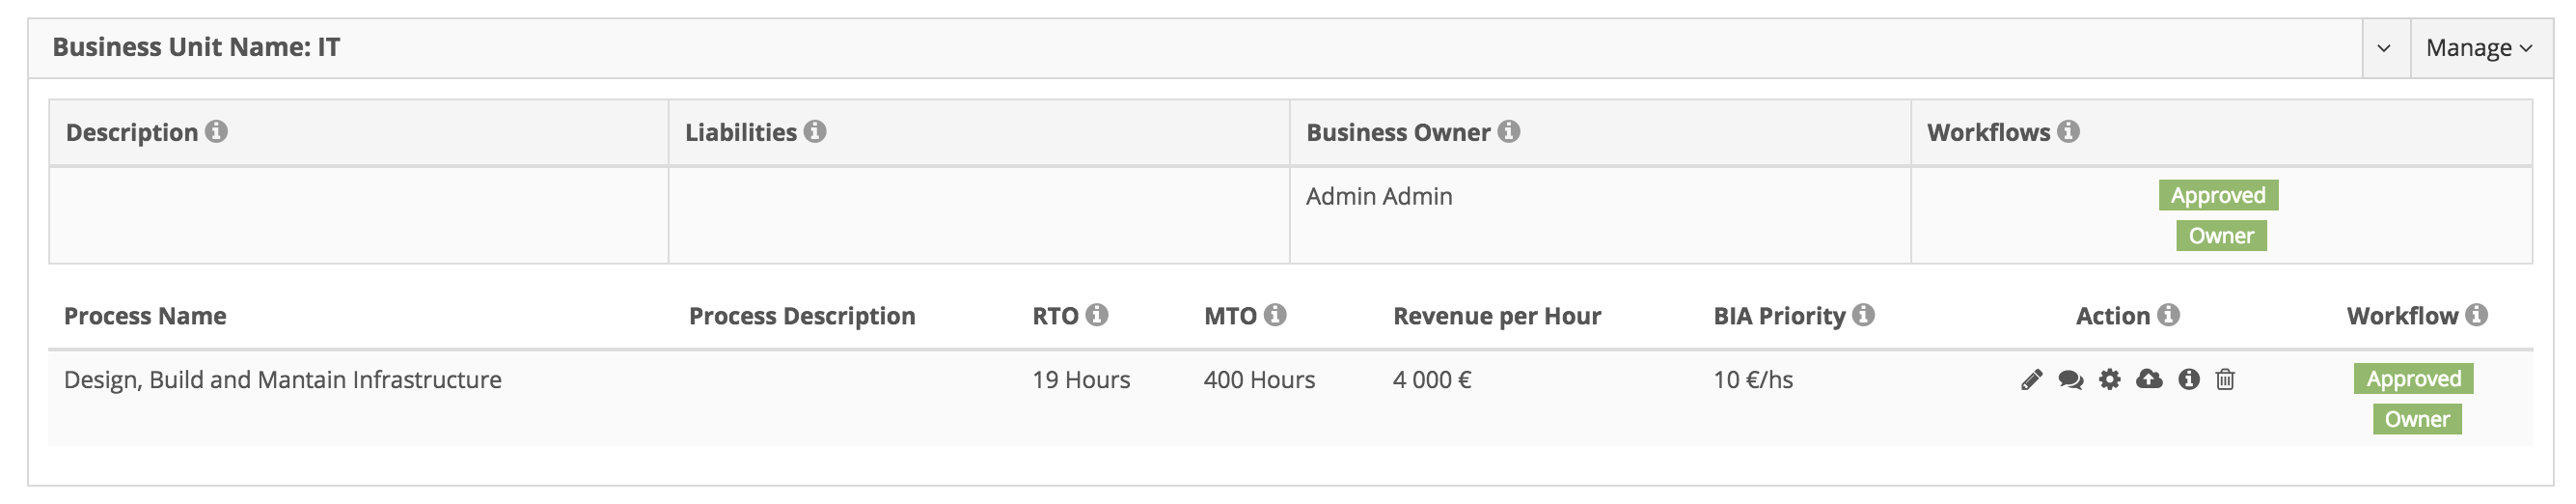 Business Unit Name: IT Manage
Description Liabilities Business Owner Workflows
Admin Admin Approved
Owner
Process Name Process Description RTO MTO Revenue per Hour BIA Priority Action Workflow
Design, Build and Mantain Infrastructure 19 Hours 400 Hours 4 000 € 10 €/hs Approved
Owner